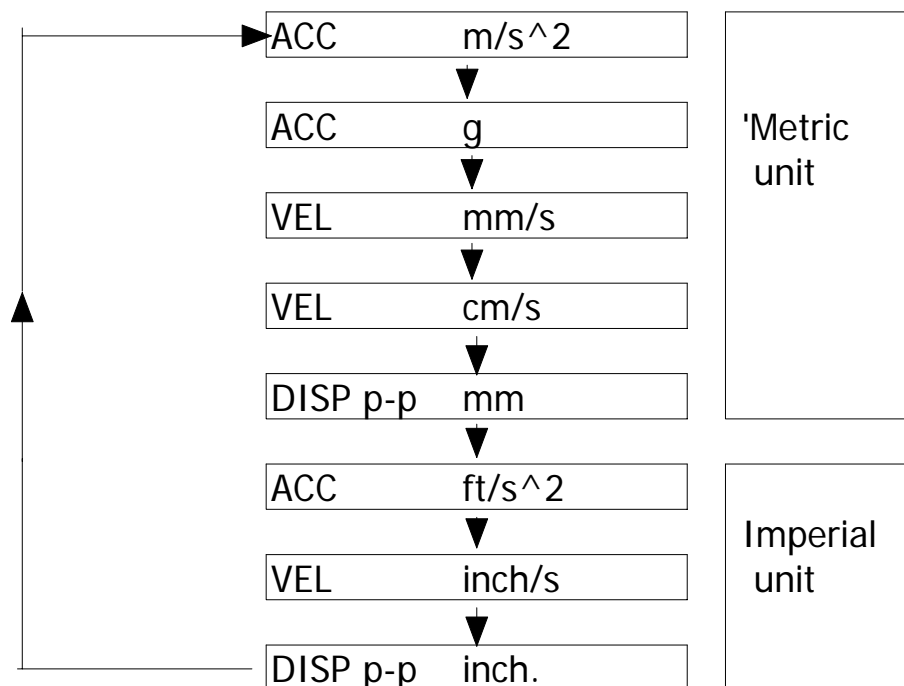 ACC m/s^2
ACC g
VEL mm/s
VEL cm/s
DISP p-p mm
'Metric
unit
ACC ft/s^2
VEL inch/s
DISP p-p inch.
Imperial
unit